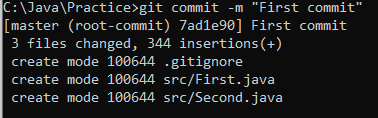 C:\Java\Practice>git commit -m "First commit"
[master (root-commit) 7ad1e90] First commit
 3 files changed, 344 insertions(+)
 create mode 100644 .gitignore
 create mode 100644 src/First.java
 create mode 100644 src/Second.java